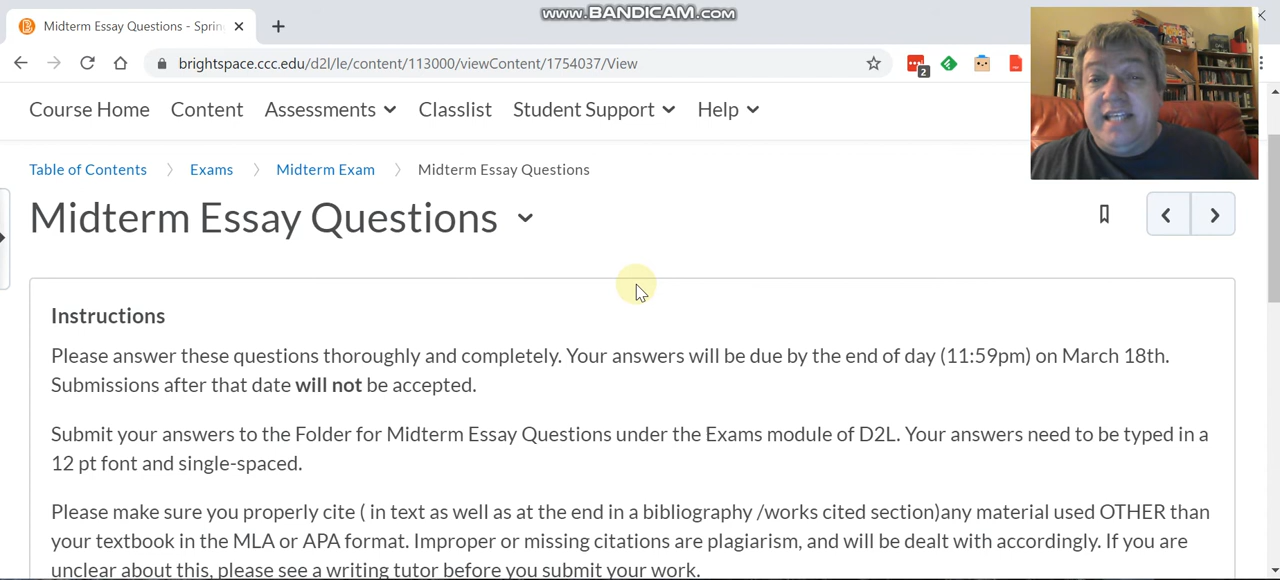 www.BANDICAM.com
Midterm Essay Questions - Sprin
brightspace.ccc.edu/d2l/le/content/113000/viewContent/1754037/View
2
Course Home Content Assessments Classlist Student Support Help
Table of Contents Exams Midterm Exam Midterm Essay Questions
Midterm Essay Questions
Instructions
Please answer these questions thoroughly and completely. Your answers will be due by the end of day (11:59pm) on March 18th.
Submissions after that date will not be accepted.
Submit your answers to the Folder for Midterm Essay Questions under the Exams module of D2L. Your answers need to be typed in a
12 pt font and single-spaced.
Please make sure you properly cite ( in text as well as at the end in a bibliography /works cited section)any material used OTHER than
your textbook in the MLA or APA format. Improper or missing citations are plagiarism, and will be dealt with accordingly. If you are
unclear about this, please see a writing tutor before you submit your work.